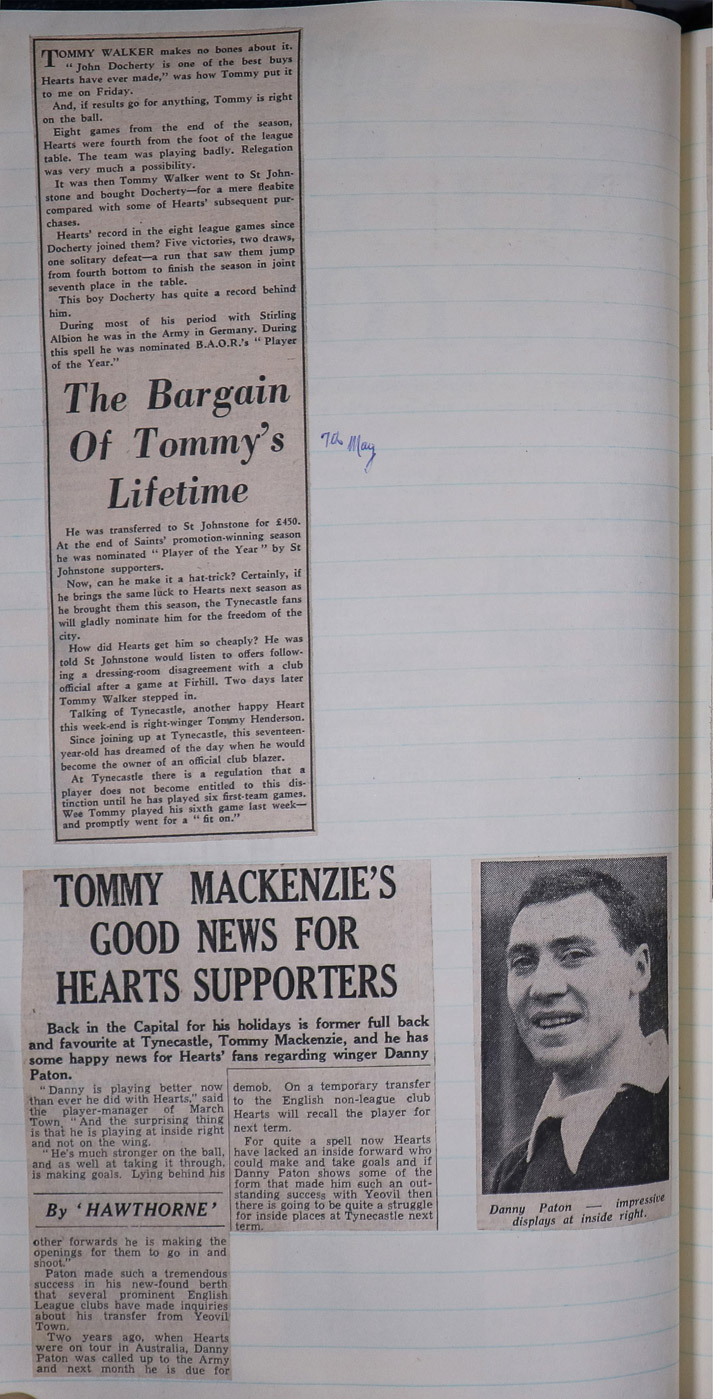 TOMMY WALKER makes no bones about it.
"John Docherty is one of the best buys
Hearts have ever made," was how Tommy put it
to me on Friday.
And, if results go for anything, Tommy is right
on the ball.
Eight games from the end of the season,
Hearts were fourth from the foot of the league
table. The team was playing badly. Relegation
was very much a possibility.
It was then Tommy Walker went to St John-
stone and bought Docherty—for a mere fleabite
compared with some of Hearts' subsequent pur-
chases.
Hearts' record in the eight league games since
Docherty joined them? Five victories, two draws,
one solitary defeat—a run that saw them jump
from fourth bottom to finish the season in joint
seventh place in the table.
This boy Docherty has quite a record behind
him.
During most of his period with Stirling
Albion he was in the Army in Germany. During
this spell he was nominated B.A.O.R.'s "Player
of the Year."
The Bargain
Of Tommy's
Lifetime
7th May
He was transferred to St Johnstone for £450.
At the end of Saints' promotion-winning season
he was nominated "Player of the Year" by St
Johnstone supporters.
Now, can he make it a hat-trick? Certainly, if
he brings the same luck to Hearts next season as
he brought them this season, the Tynecastle fans
will gladly nominate him for the freedom of the
city.
How did Hearts get him so cheaply? He was
told St Johnstone would listen to offers follow-
ing a dressing-room disagreement with a club
official after a game at Firhill. Two days later
Tommy Walker stepped in.
Talking of Tynecastle, another happy Heart
this week-end is right-winger Tommy Henderson.
Since joining up at Tynecastle, this seventeen-
year-old has dreamed of the day when he would
become the owner of an official club blazer.
At Tynecastle there is a regulation that a
player does not become entitled to this dis-
tinction until he has played six first-team games.
Wee Tommy played his sixth game last week—
and promptly went for a "fit on."
TOMMY MACKENZIE'S
GOOD NEWS FOR
HEARTS SUPPORTERS
Back in the Capital for his holidays is former full back
and favourite at Tynecastle, Tommy Mackenzie, and he has
some happy news for Hearts' fans regarding winger Danny
Paton.
"Danny is playing better now
than ever he did with Hearts," said
the player-manager of March
Town. "And the surprising thing
is that he is playing at inside right
and not on the wing.
"He's much stronger on the ball,
and as well at taking it through,
is making goals. Lying behind his
By 'HAWTHORNE'
other forwards he is making the
openings for them to go in and
shoot."
Paton made such a tremendous
success in his new-found berth
that several prominent English
League clubs have made inquiries
about his transfer from Yeovil
Town.
Two years ago, when Hearts
were on tour in Australia, Danny
Paton was called up to the Army
and next month he is due for
demob. On a temporary transfer
to the English non-league club
Hearts will recall the player for
next term.
For quite a spell now Hearts
have lacked an inside forward who
could make and take goals and if
Danny Paton shows some of the
form that made him such an out-
standing success with Yeovil then
there is going to be quite a struggle
for inside places at Tynecastle next
term.
Danny Paton — impressive
displays at inside right.